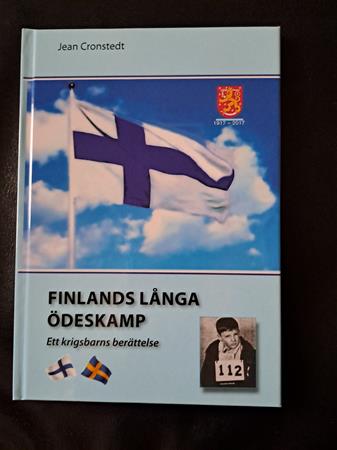 Jean Cronstedt
1917 – 2017
FINLANDS LÅNGA
ÖDESKAMP
Ett krigsbarns berättelse
112